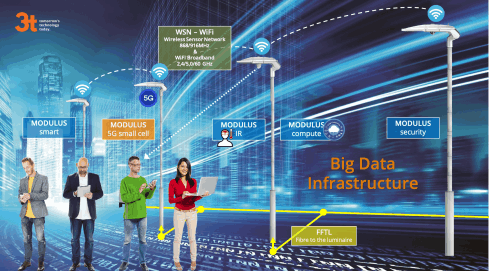 3t
tomorrows
technology
today.
WSN – WiFi
Wireless Sensor Network
868/916MHz
&
WiFi Broadband
2,4/5,0/60 GHz
5G
MODULUS
smart
MODULUS
5G small cell
MODULUS
IR
MODULUS
compute
MODULUS
security
Big Data
Infrastructure
FFTL
Fibre to the luminaire